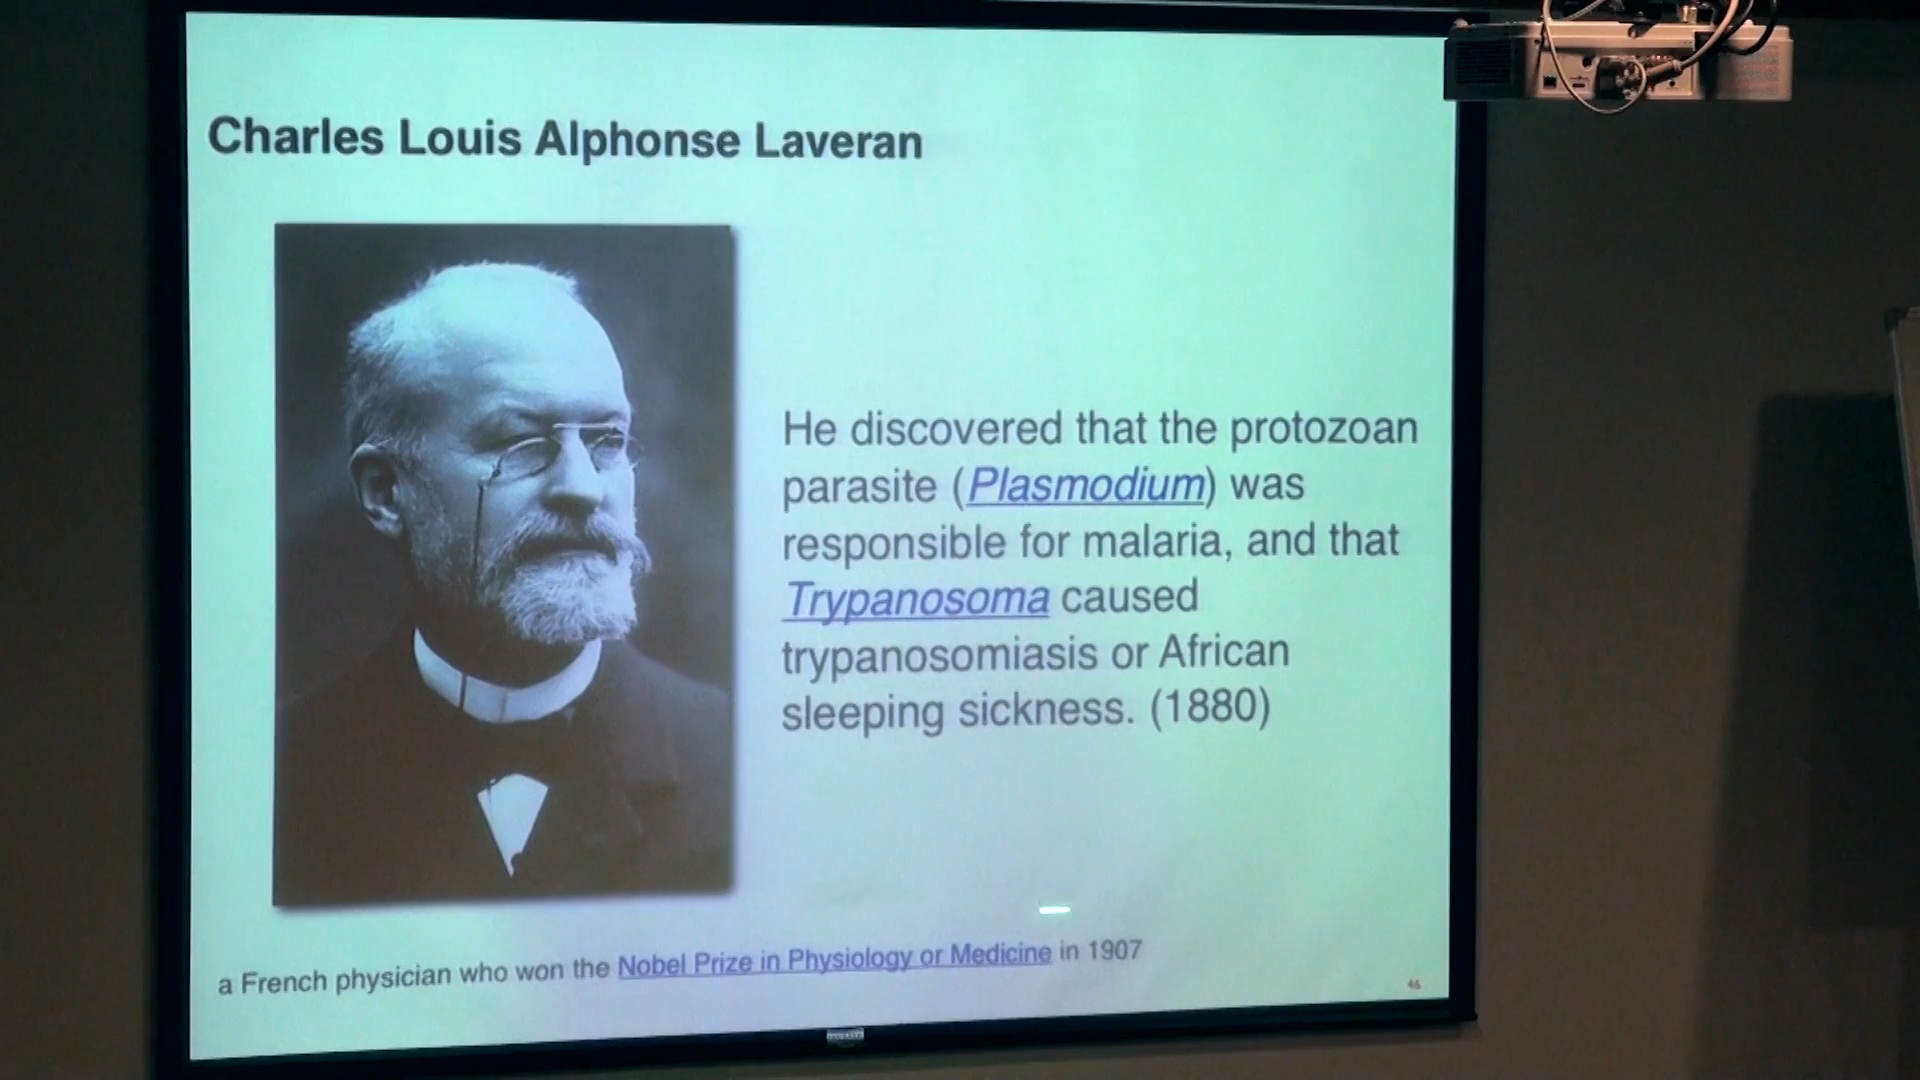 Charles Louis Alphonse Laveran
He discovered that the protozoan
parasite (Plasmodium) was
responsible for malaria, and that
Trypanosoma caused
trypanosomiasis or African
sleeping sickness. (1880)
a French physician who won the Nobel Prize in Physiology or Medicine in 1907
46